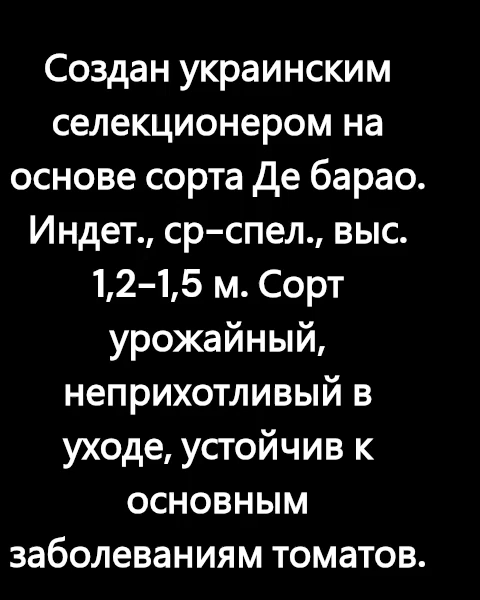 Создан украинским
селекционером на
основе сорта Де барао.
Индет., ср-спел., выс.
1,2-1,5 м. Сорт
урожайный,
неприхотливый в
уходе, устойчив к
основным
заболеваниям томатов.